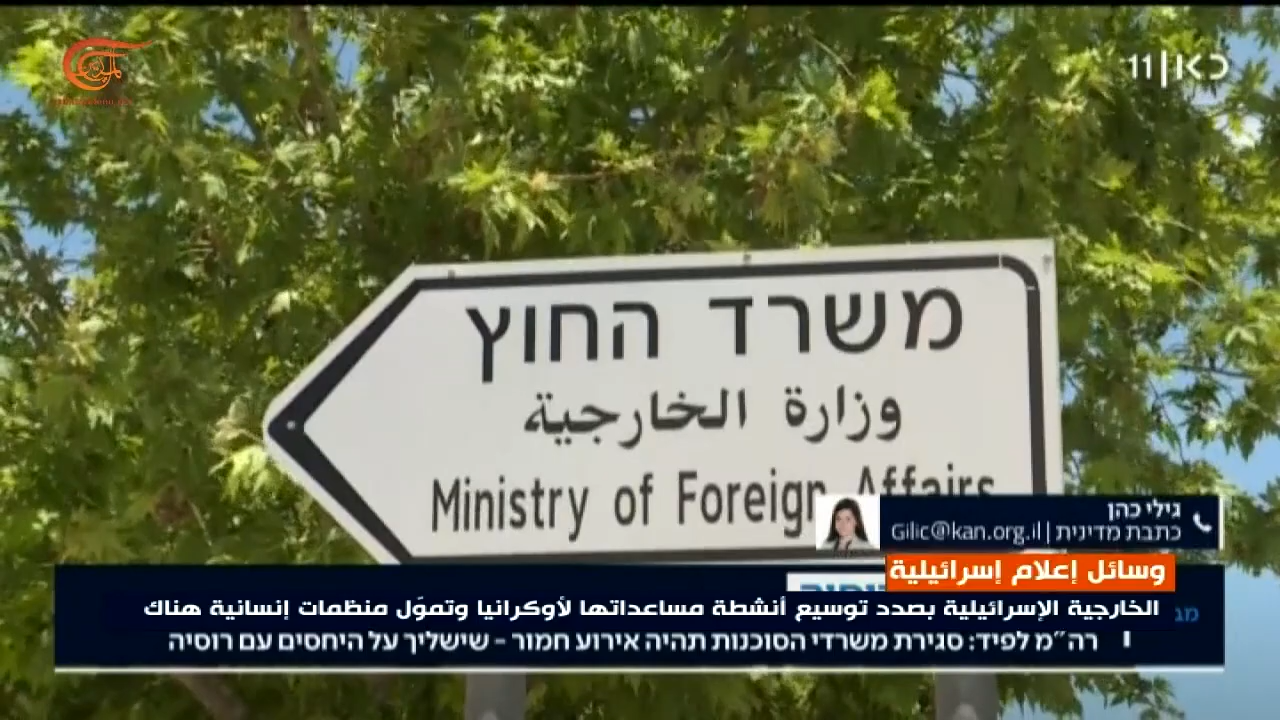 כאן 11
משרד החוץ
وزارة الخارجية
Ministry of Foreign Affairs
גילי כהן
כתבת מדינית | Gilic@kan.org.il
وسائل إعلام إسرائيلية
الخارجية الإسرائيلية بصدد توسيع أنشطة مساعداتها لأوكرانيا وتموّل منظمات إنسانية هناك
רה״מ לפיד: סגירת משרדי הסוכנות תהיה אירוע חמור - שישליך על היחסים עם רוסיה